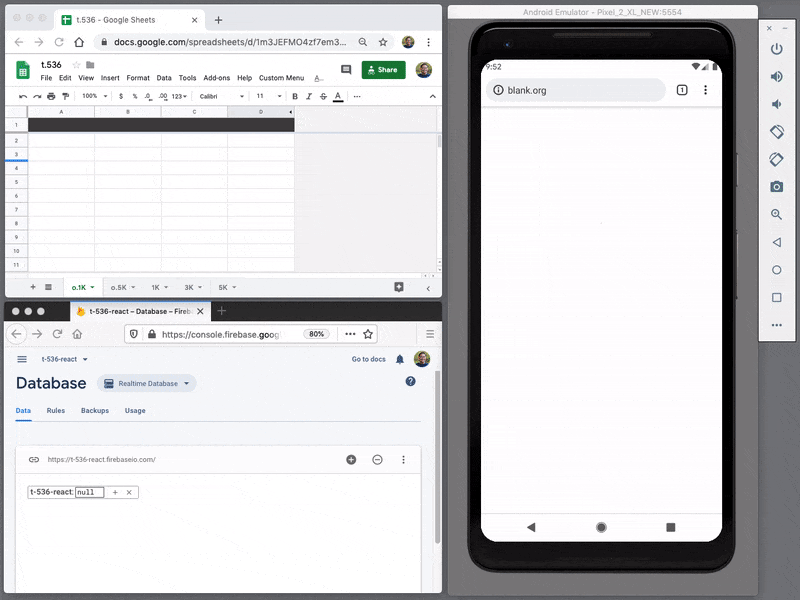 t.536 - Google Sheets
docs.google.com/spreadsheets/d/1m3JEFMO4zf7em3...
t.536
File Edit View Insert Format Data Tools Add-ons Help Custom Menu A...
Share
100% $ % .0 .00 123 Calibri 11 B I S A
A B C D
1
2
3
4
5
6
7
8
9
10
11
0.1K 0.5K 1K 3K 5K
t-536-react – Database – Fireb
https://console.firebase.goog
80%
t-536-react
Go to docs
Database
Realtime Database
Data Rules Backups Usage
https://t-536-react.firebaseio.com/
t-536-react: null
Android Emulator - Pixel_2_XL_NEW:5554
9:52
blank.org
1